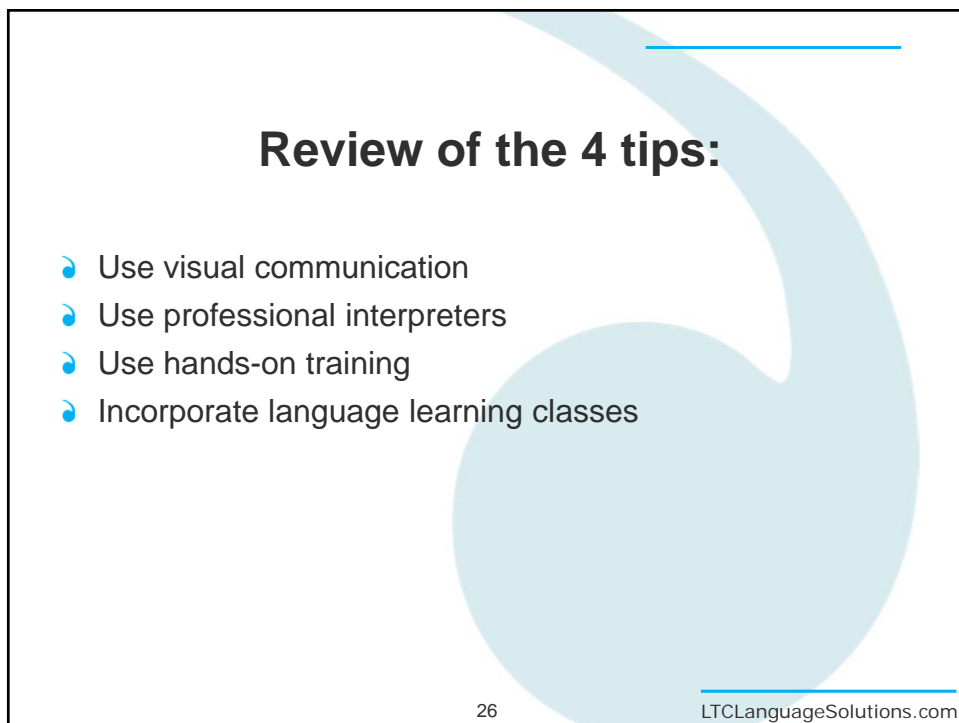 Review of the 4 tips:
Use visual communication
Use professional interpreters
Use hands-on training
Incorporate language learning classes
26
LTCLanguageSolutions.com